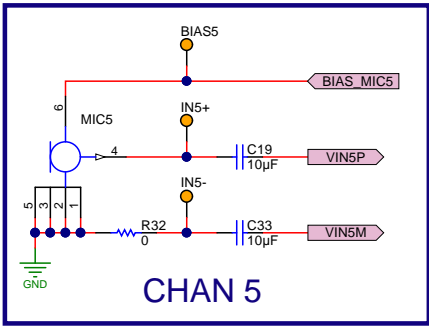 BIAS5
BIAS_MIC5
6
MIC5
IN5+
4
C19
10µF
VIN5P
IN5-
5
3
2
1
R32
0
C33
10µF
VIN5M
GND
CHAN 5